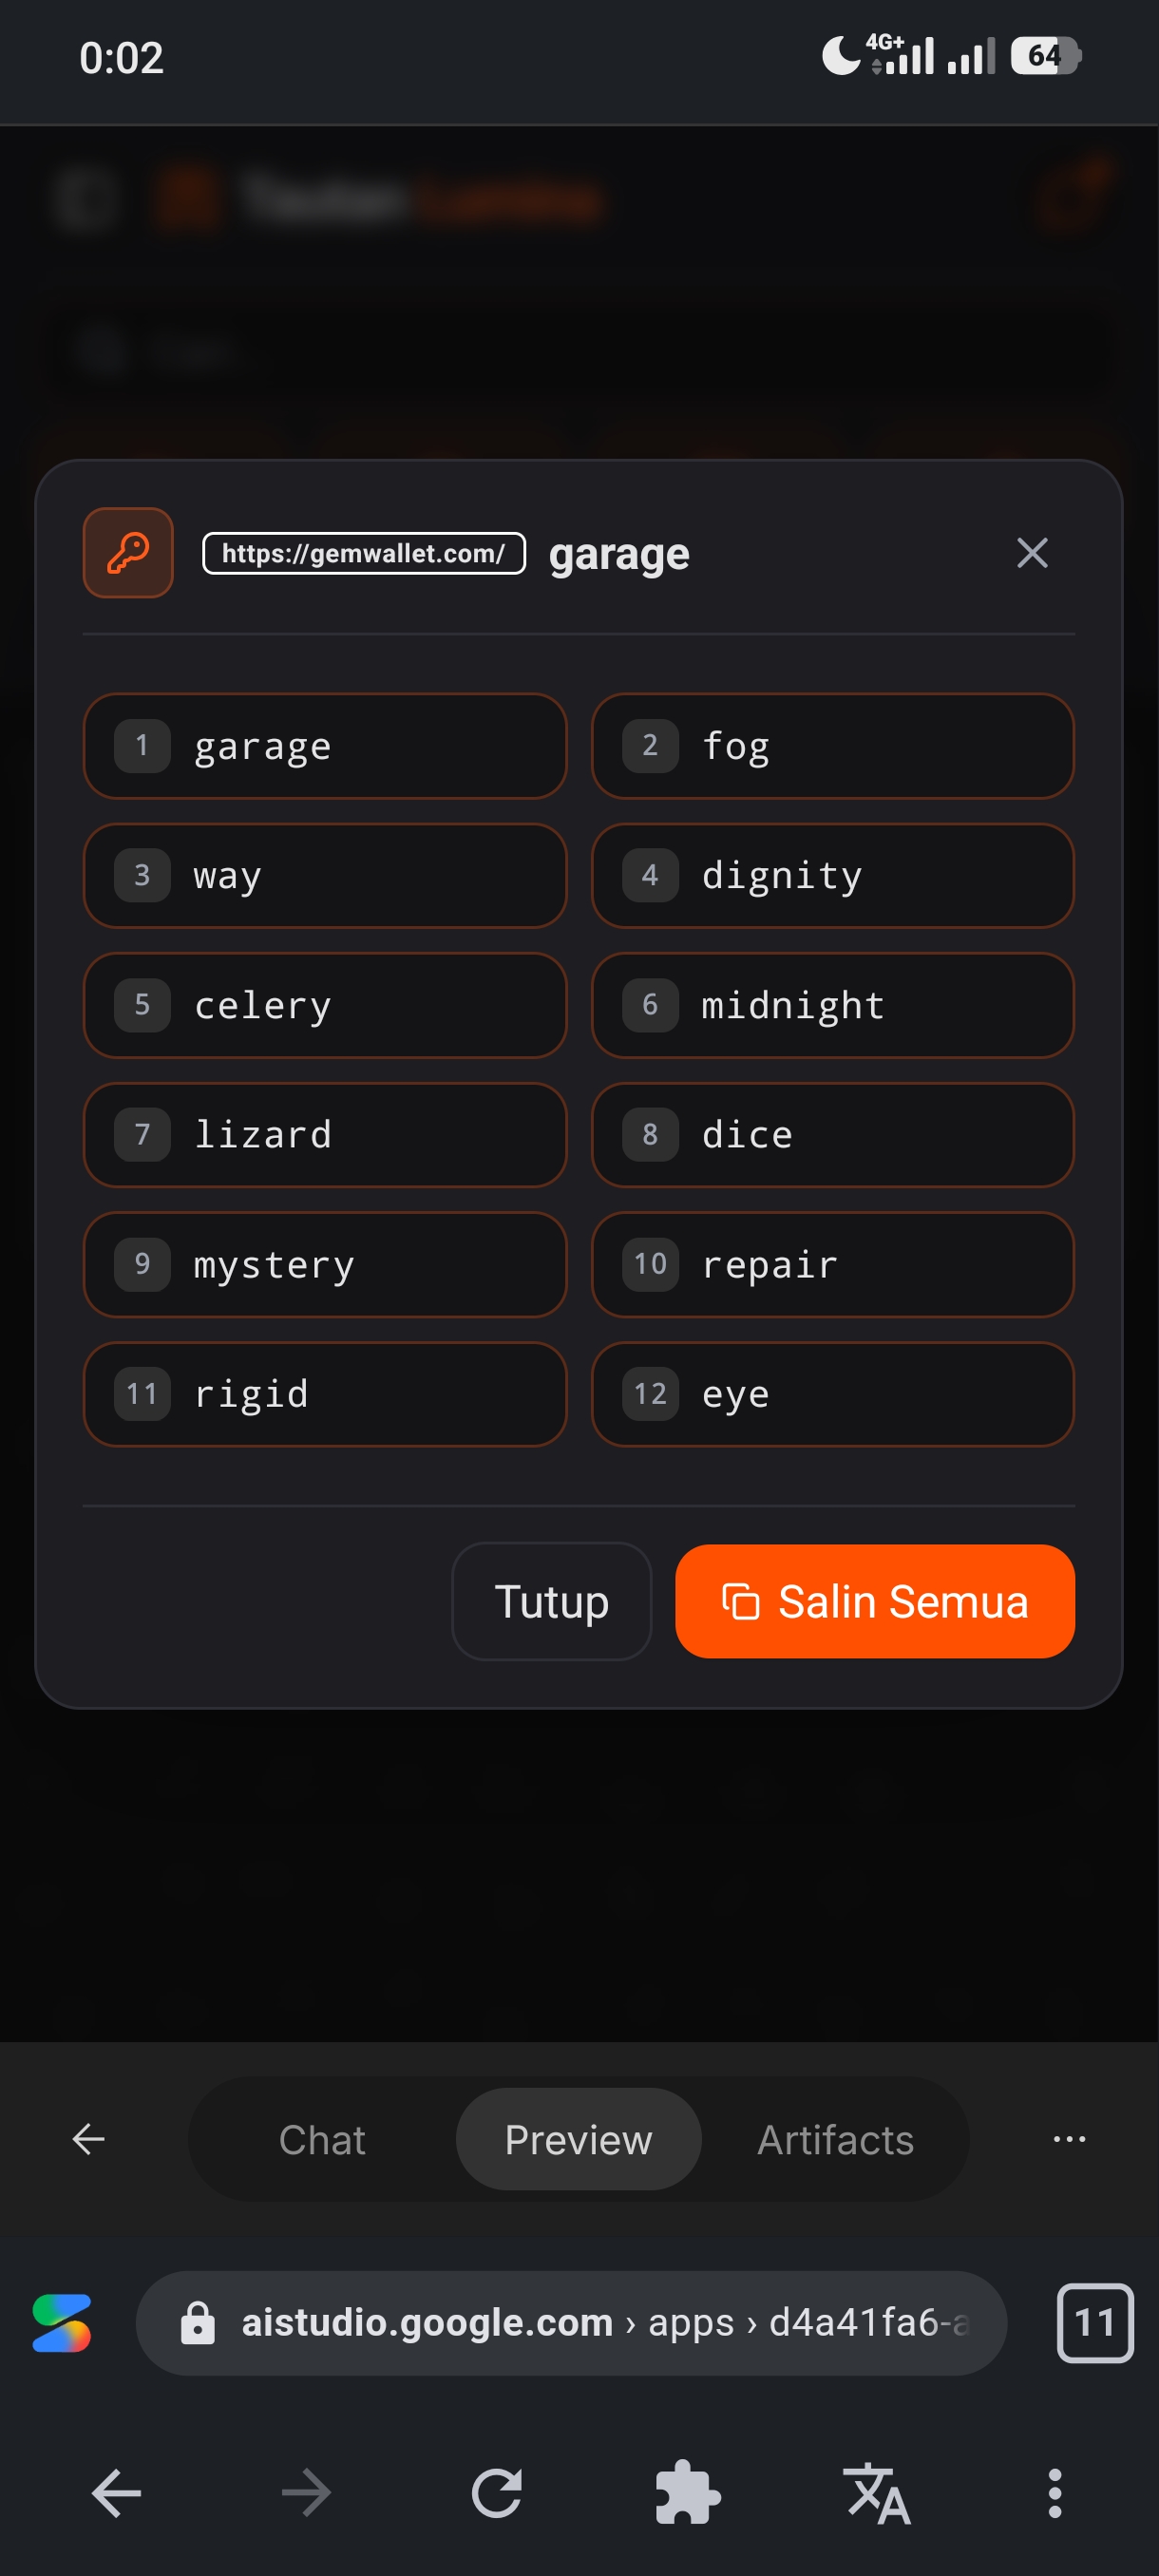 0:02
4G+
64
https://gemwallet.com/ garage
1 garage
2 fog
3 way
4 dignity
5 celery
6 midnight
7 lizard
8 dice
9 mystery
10 repair
11 rigid
12 eye
Tutup
Salin Semua
Chat
Preview
Artifacts
aistudio.google.com › apps › d4a41fa6-a
11